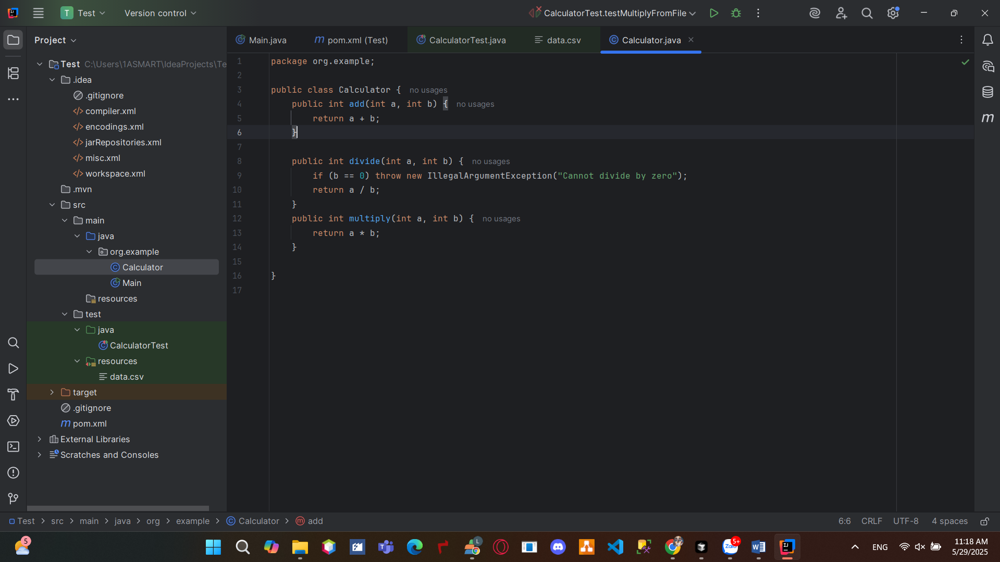 T Test Version control CalculatorTest.testMultiplyFromFile
Project
Main.java pom.xml (Test) CalculatorTest.java data.csv Calculator.java
Test C:\Users\1ASMART\IdeaProjects\Te
.idea
.gitignore
compiler.xml
encodings.xml
jarRepositories.xml
misc.xml
workspace.xml
.mvn
src
main
java
org.example
Calculator
Main
resources
test
java
CalculatorTest
resources
data.csv
target
.gitignore
pom.xml
External Libraries
Scratches and Consoles
1 package org.example;
2
3 public class Calculator { no usages
4 public int add(int a, int b) { no usages
5 return a + b;
6 }
7
8 public int divide(int a, int b) { no usages
9 if (b == 0) throw new IllegalArgumentException("Cannot divide by zero");
10 return a / b;
11 }
12 public int multiply(int a, int b) { no usages
13 return a * b;
14 }
15
16 }
17
Test > src > main > java > org > example > Calculator > add 6:6 CRLF UTF-8 4 spaces
5 L Zalo 5+ ENG 11:18 AM
5/29/2025